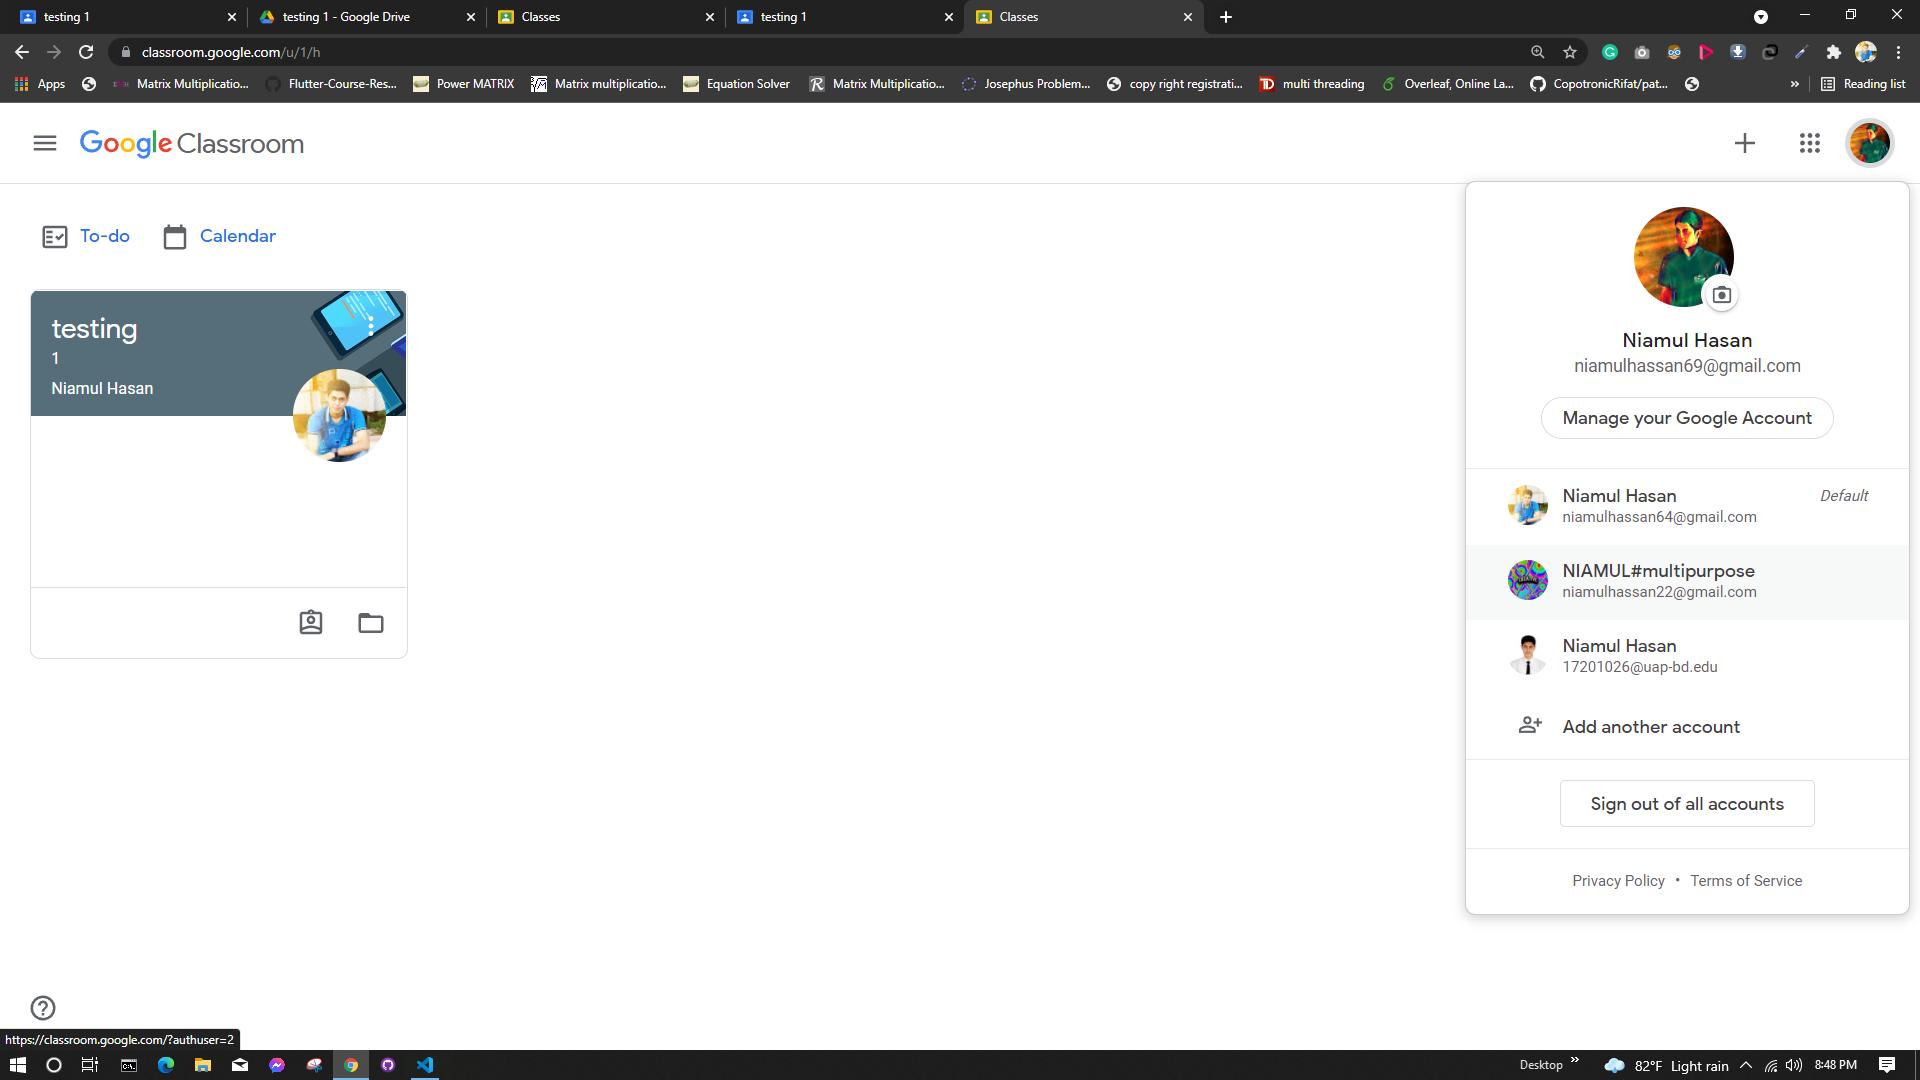 testing 1
testing 1 - Google Drive
Classes
testing 1
Classes
classroom.google.com/u/1/h
Apps
Matrix Multiplicatio...
Flutter-Course-Res...
Power MATRIX
Matrix multiplicatio...
Equation Solver
Matrix Multiplicatio...
Josephus Problem...
copy right registrati...
multi threading
Overleaf, Online La...
CopotronicRifat/pat...
»
Reading list
Google Classroom
To-do
Calendar
testing
1
Niamul Hasan
Niamul Hasan
niamulhassan69@gmail.com
Manage your Google Account
Niamul Hasan
Default
niamulhassan64@gmail.com
NIAMUL#multipurpose
niamulhassan22@gmail.com
Niamul Hasan
17201026@uap-bd.edu
Add another account
Sign out of all accounts
Privacy Policy • Terms of Service
https://classroom.google.com/?authuser=2
Desktop »
82°F Light rain
8:48 PM